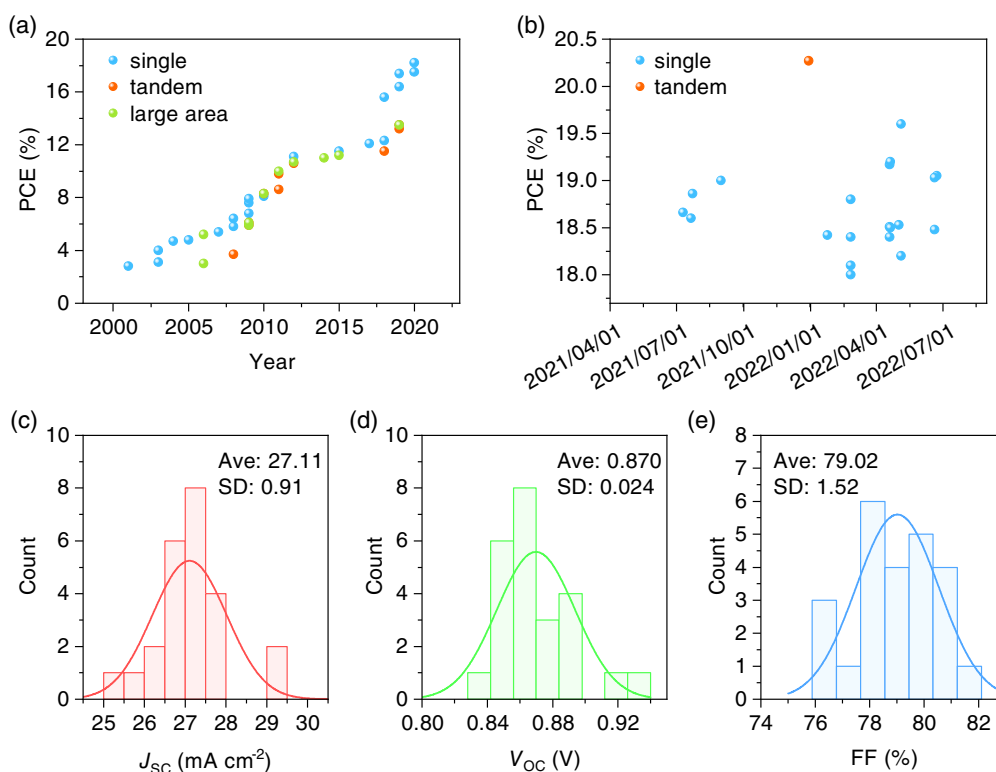 (a)
20
16
12
8
4
0
PCE (%)
single
tandem
large area
2000 2005 2010 2015 2020
Year
(b)
20.5
20.0
19.5
19.0
18.5
18.0
PCE (%)
single
tandem
2021/04/01
2021/07/01
2021/10/01
2022/01/01
2022/04/01
2022/07/01
(c)
10
8
6
4
2
0
Count
Ave: 27.11
SD: 0.91
25 26 27 28 29 30
J_SC (mA cm⁻²)
(d)
10
8
6
4
2
0
Count
Ave: 0.870
SD: 0.024
0.80 0.84 0.88 0.92
V_OC (V)
(e)
8
7
6
5
4
3
2
1
0
Count
Ave: 79.02
SD: 1.52
74 76 78 80 82
FF (%)